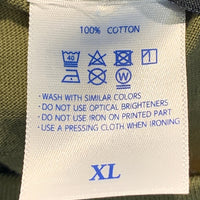 100% COTTON
40
W
• WASH WITH SIMILAR COLORS
• DO NOT USE OPTICAL BRIGHTENERS
• DO NOT USE IRON ON PRINTED PART
• USE A PRESSING CLOTH WHEN IRONING
XL